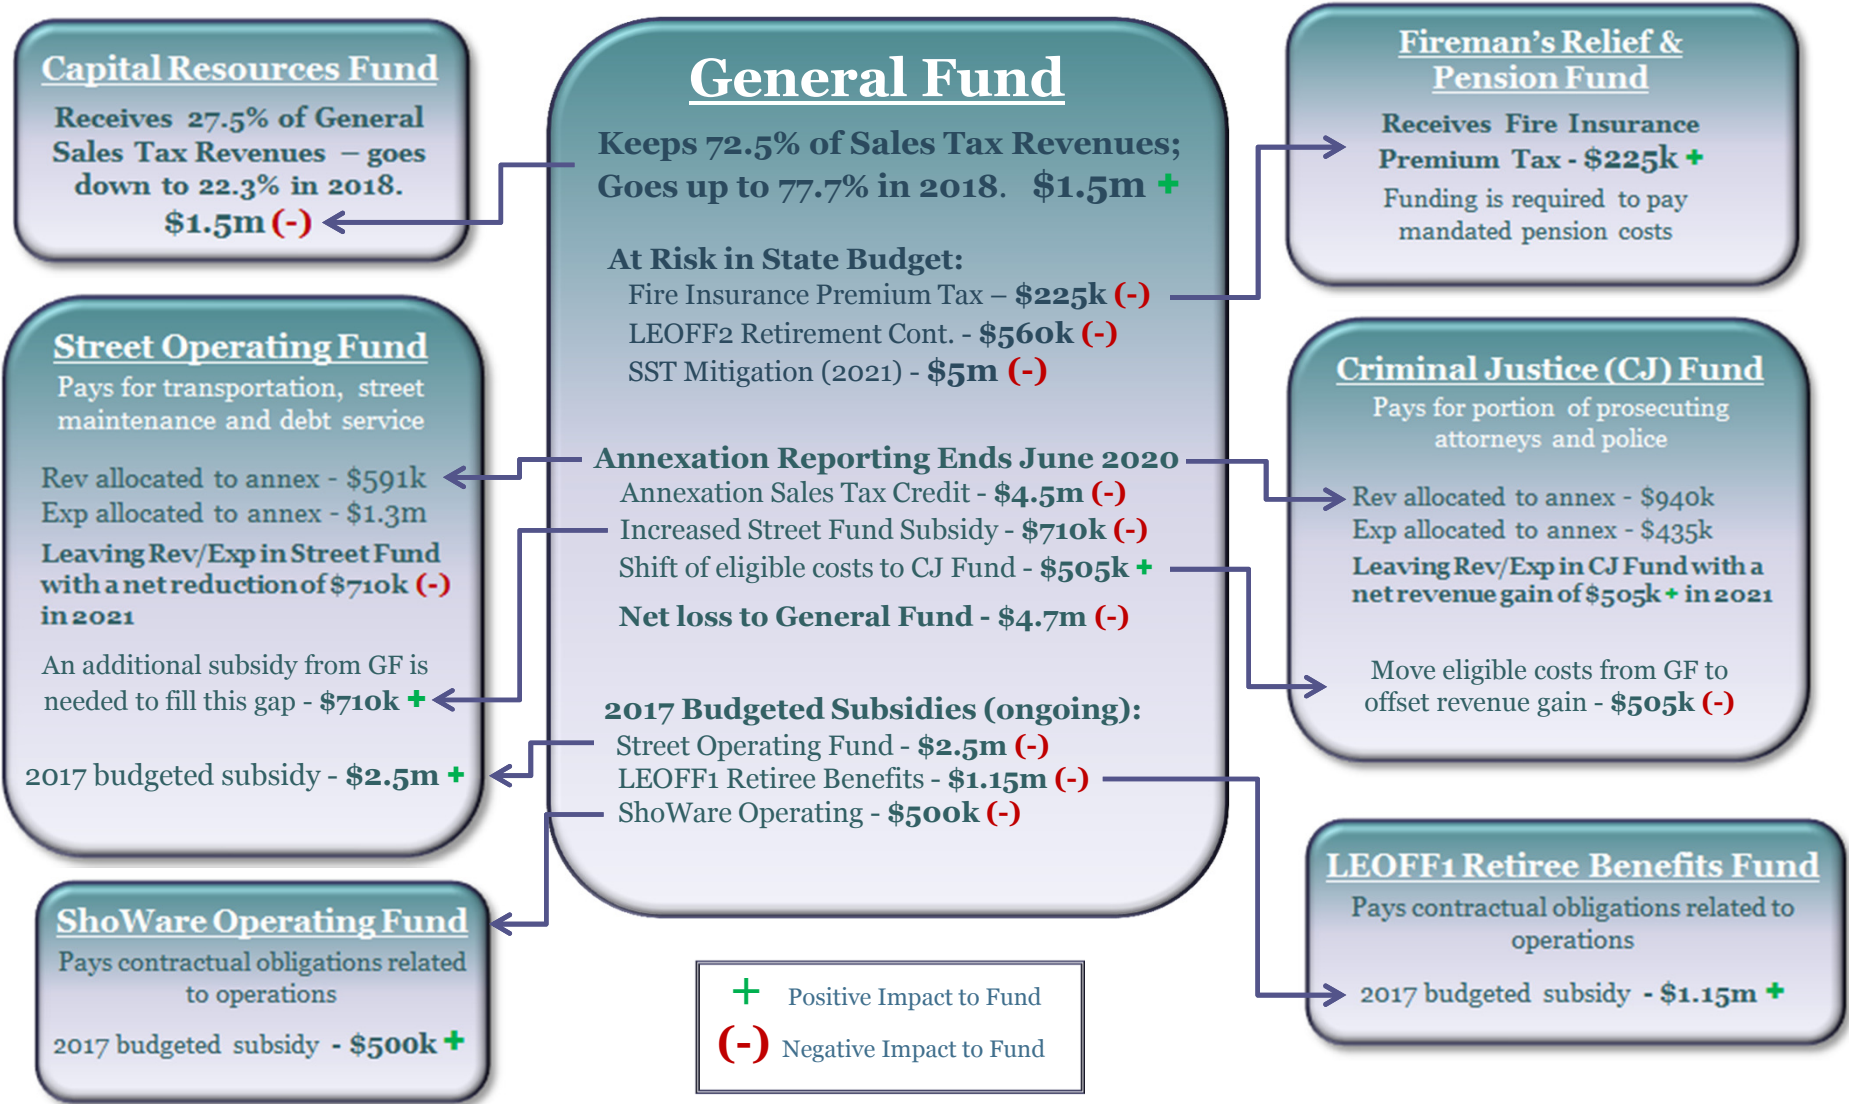 Capital Resources Fund
Receives 27.5% of General
Sales Tax Revenues – goes
down to 22.3% in 2018.
$1.5m (-)
Street Operating Fund
Pays for transportation, street
maintenance and debt service
Rev allocated to annex - $591k
Exp allocated to annex - $1.3m
Leaving Rev/Exp in Street Fund
with a net reduction of $710k (-)
in 2021
An additional subsidy from GF is
needed to fill this gap - $710k +
2017 budgeted subsidy - $2.5m +
ShoWare Operating Fund
Pays contractual obligations related
to operations
2017 budgeted subsidy - $500k +
General Fund
Keeps 72.5% of Sales Tax Revenues;
Goes up to 77.7% in 2018. $1.5m +
At Risk in State Budget:
Fire Insurance Premium Tax – $225k (-)
LEOFF2 Retirement Cont. - $560k (-)
SST Mitigation (2021) - $5m (-)
Annexation Reporting Ends June 2020
Annexation Sales Tax Credit - $4.5m (-)
Increased Street Fund Subsidy - $710k (-)
Shift of eligible costs to CJ Fund - $505k +
Net loss to General Fund - $4.7m (-)
2017 Budgeted Subsidies (ongoing):
Street Operating Fund - $2.5m (-)
LEOFF1 Retiree Benefits - $1.15m (-)
ShoWare Operating - $500k (-)
+ Positive Impact to Fund
(-) Negative Impact to Fund
Fireman's Relief &
Pension Fund
Receives Fire Insurance
Premium Tax - $225k +
Funding is required to pay
mandated pension costs
Criminal Justice (CJ) Fund
Pays for portion of prosecuting
attorneys and police
Rev allocated to annex - $940k
Exp allocated to annex - $435k
Leaving Rev/Exp in CJ Fund with a
net revenue gain of $505k + in 2021
Move eligible costs from GF to
offset revenue gain - $505k (-)
LEOFF1 Retiree Benefits Fund
Pays contractual obligations related to
operations
2017 budgeted subsidy - $1.15m +